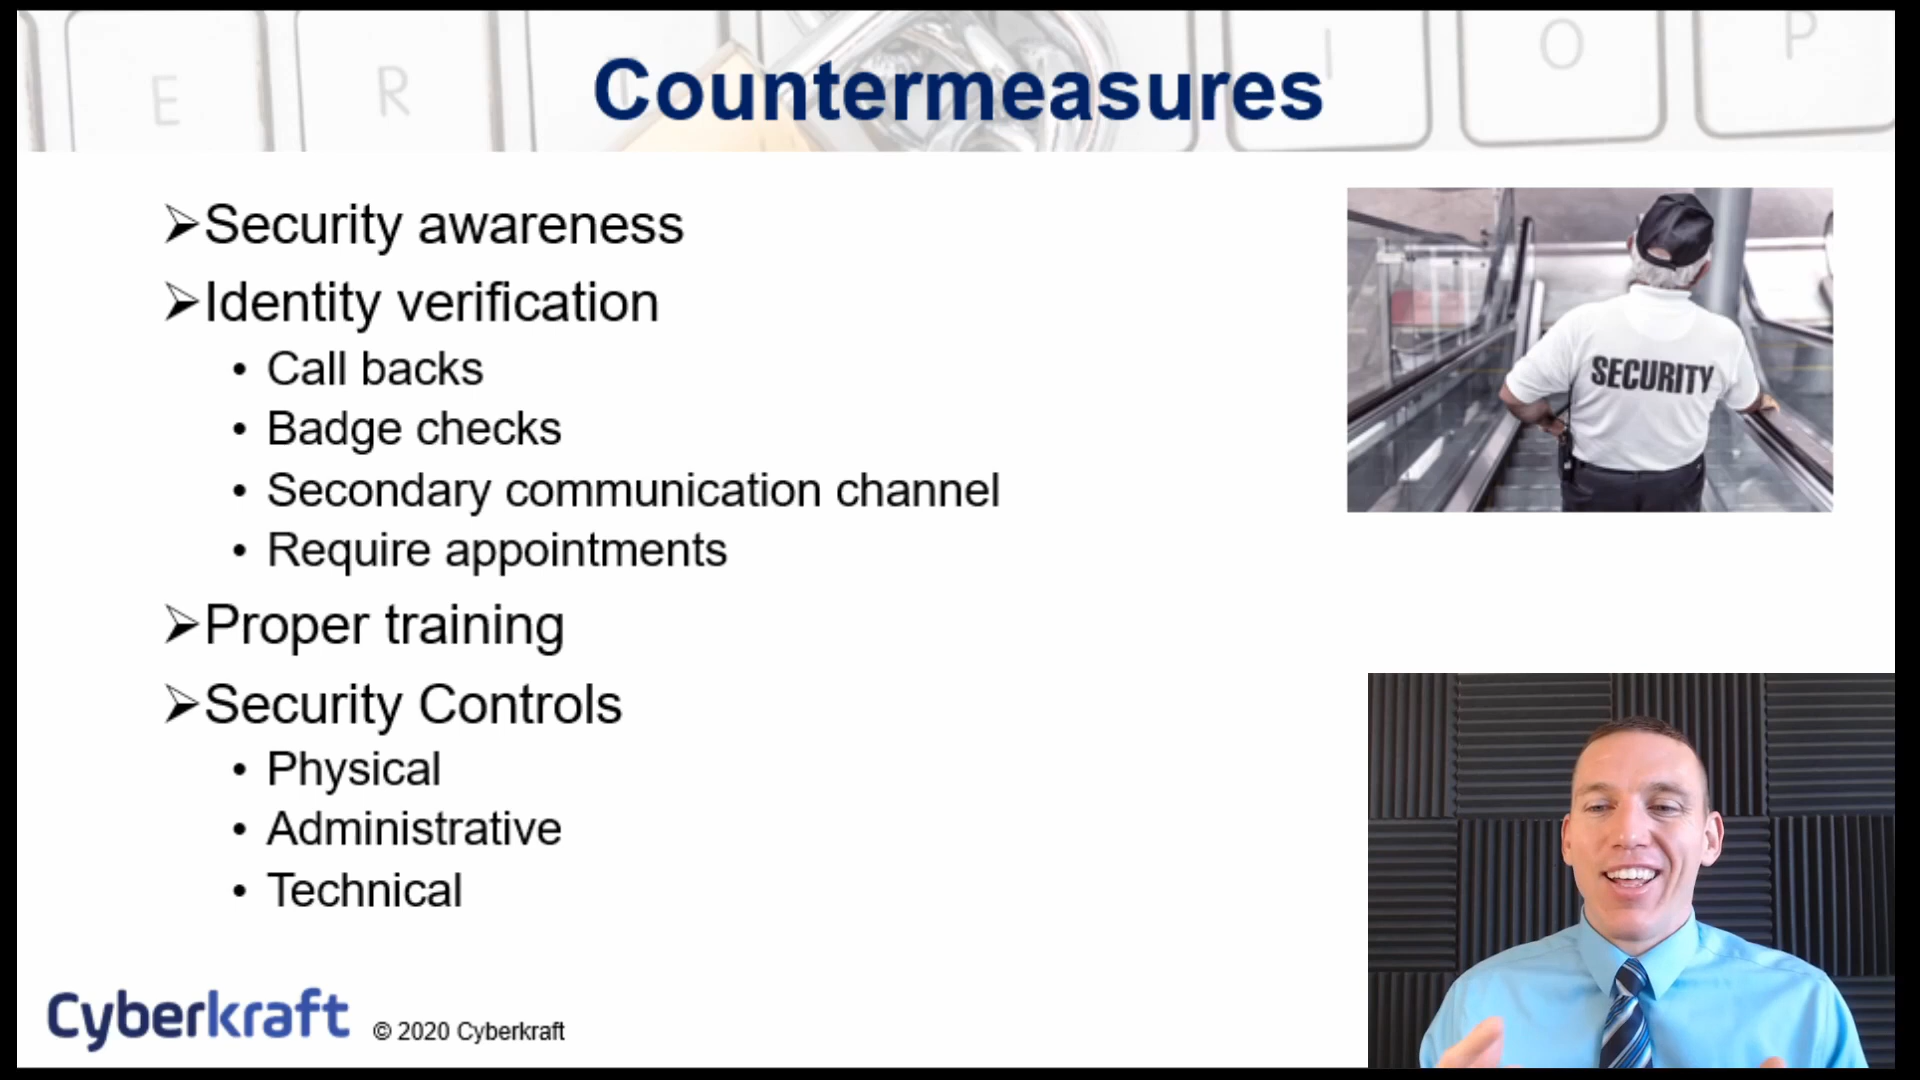 E R I O P
Countermeasures
➢Security awareness
➢Identity verification
• Call backs
• Badge checks
• Secondary communication channel
• Require appointments
➢Proper training
➢Security Controls
• Physical
• Administrative
• Technical
SECURITY
Cyberkraft © 2020 Cyberkraft